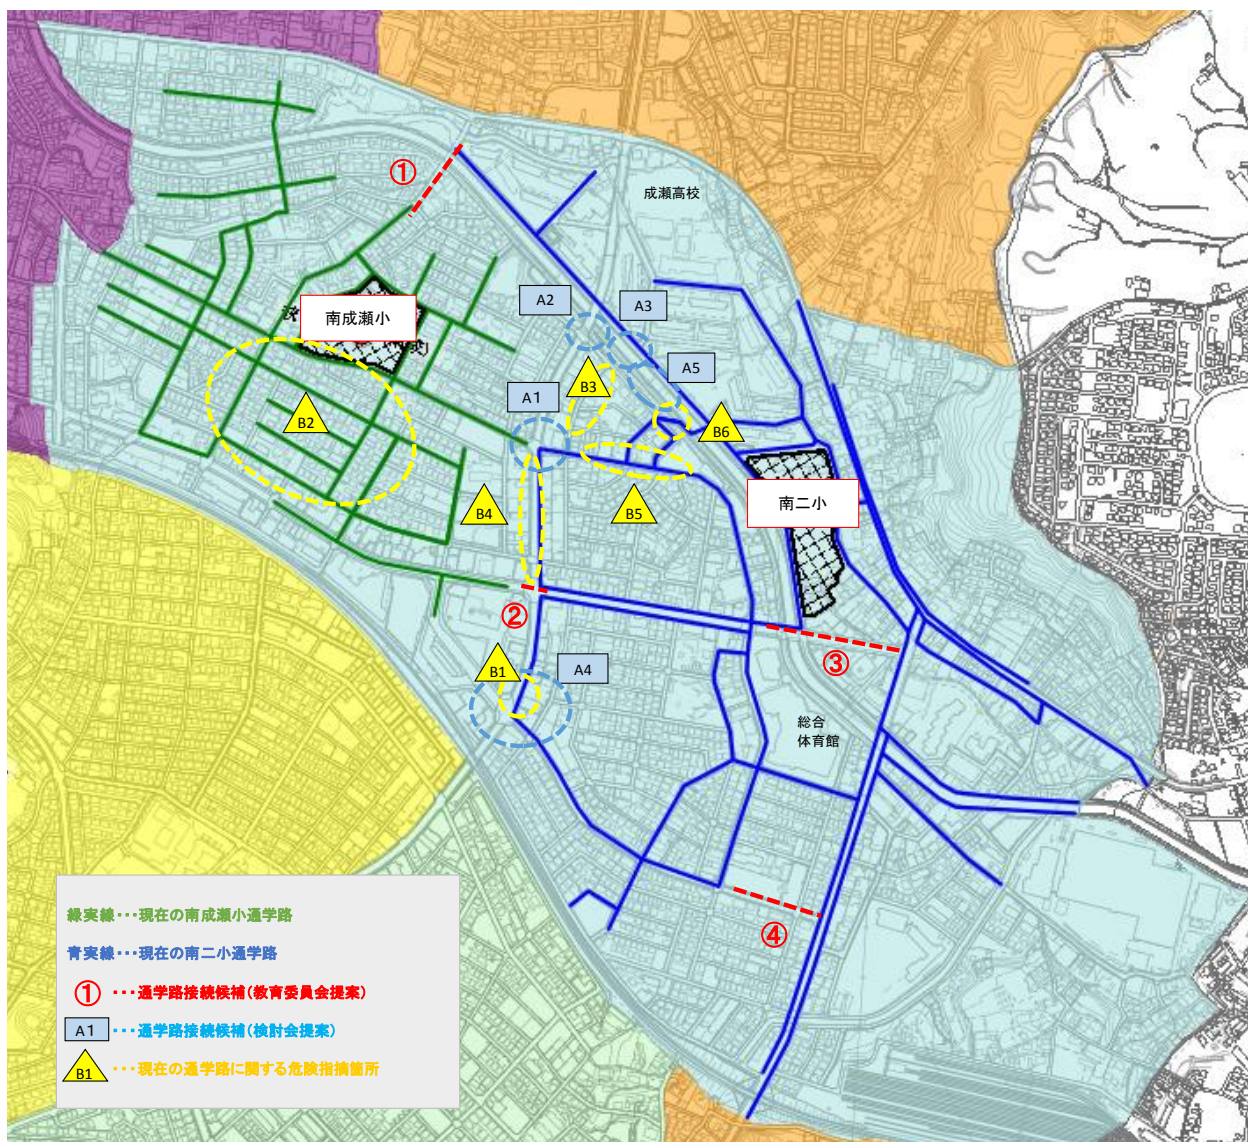 ①
成瀬高校
A2
A3
南成瀬小
A5
B3
A1
B2
B6
南二小
B4
B5
②
③
B1
A4
総合
体育館
④
緑実線・・・現在の南成瀬小通学路
青実線・・・現在の南二小通学路
① ・・・通学路接続候補(教育委員会提案)
A1 ・・・通学路接続候補(検討会提案)
B1 ・・・現在の通学路に関する危険指摘箇所